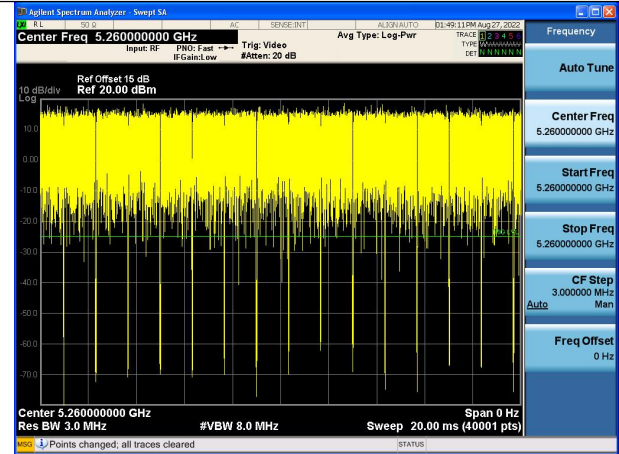 Agilent Spectrum Analyzer - Swept SA
RL 50 Ω AC SENSE:INT ALIGNAUTO 01:49:11PM Aug 27, 2022
Center Freq 5.260000000 GHz
Input: RF PNO: Fast Trig: Video Avg Type: Log-Pwr TRACE 1 2 3 4 5 6
IFGain:Low #Atten: 20 dB TYPE
DET N N N N N N
Ref Offset 15 dB
10 dB/div Ref 20.00 dBm
Log
10.0
0.00
-10.0
-20.0
-30.0
-40.0
-50.0
-60.0
-70.0
Center 5.260000000 GHz Span 0 Hz
Res BW 3.0 MHz #VBW 8.0 MHz Sweep 20.00 ms (40001 pts)
MSG Points changed; all traces cleared STATUS
Frequency
Auto Tune
Center Freq
5.260000000 GHz
Start Freq
5.260000000 GHz
Stop Freq
5.260000000 GHz
CF Step
3.000000 MHz
Auto Man
Freq Offset
0 Hz